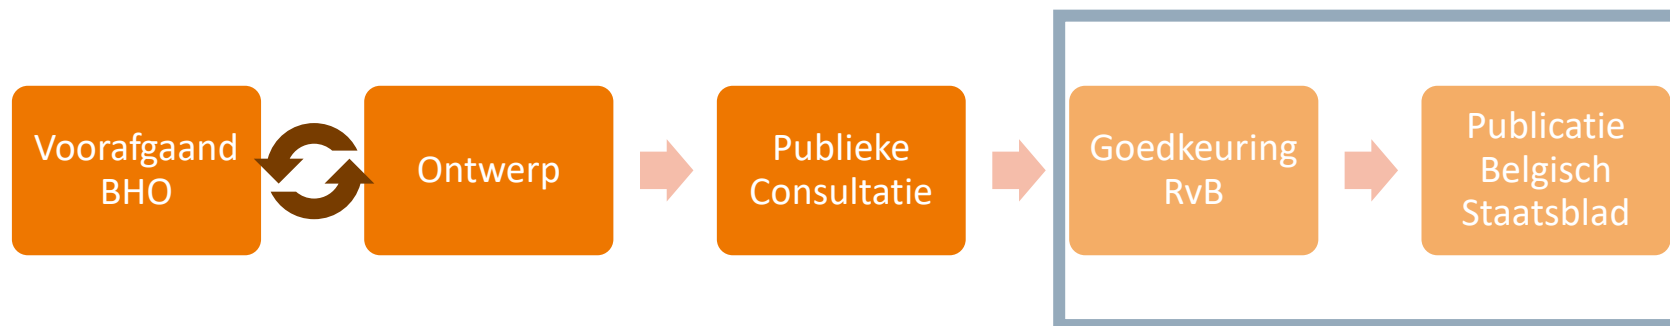 Voorafgaand
BHO
Ontwerp
Publieke
Consultatie
Goedkeuring
RvB
Publicatie
Belgisch
Staatsblad